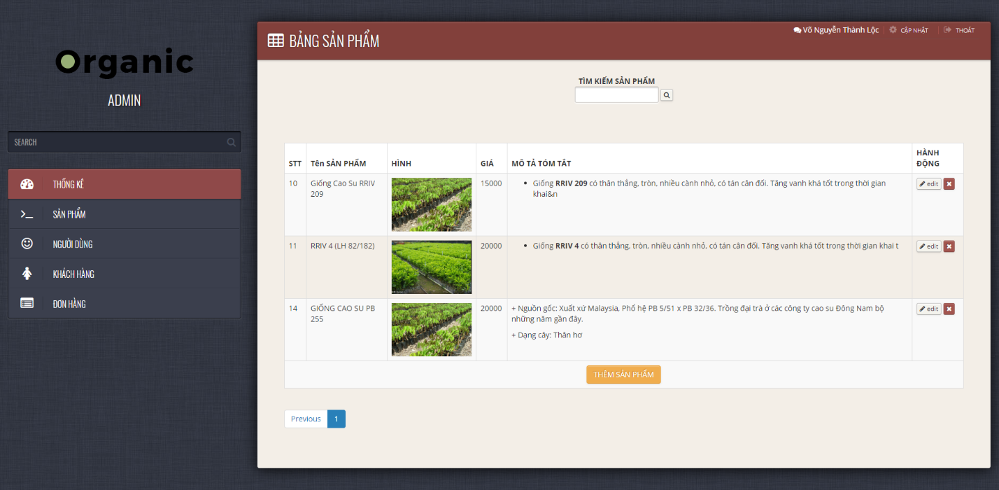 Organic
ADMIN
SEARCH
THỐNG KÊ
SẢN PHẨM
NGƯỜI DÙNG
KHÁCH HÀNG
ĐƠN HÀNG
BẢNG SẢN PHẨM
Võ Nguyễn Thành Lộc
CẬP NHẬT
THOÁT
TÌM KIẾM SẢN PHẨM
STT
Tên SẢN PHẨM
HÌNH
GIÁ
MÔ TẢ TÓM TẮT
HÀNH
ĐỘNG
10
Giống Cao Su RRIV
209
15000
• Giống RRIV 209 có thân thẳng, tròn, nhiều cành nhỏ, có tán cân đối. Tăng vanh khá tốt trong thời gian
khai&n
edit
11
RRIV 4 (LH 82/182)
20000
• Giống RRIV 4 có thân thẳng, tròn, nhiều cành nhỏ, có tán cân đối. Tăng vanh khá tốt trong thời gian khai t
edit
14
GIỐNG CAO SU PB
255
20000
+ Nguồn gốc: Xuất xứ Malaysia, Phổ hệ PB 5/51 x PB 32/36. Trồng đại trà ở các công ty cao su Đông Nam bộ
những năm gần đây.
+ Dạng cây: Thân hơ
edit
THÊM SẢN PHẨM
Previous
1